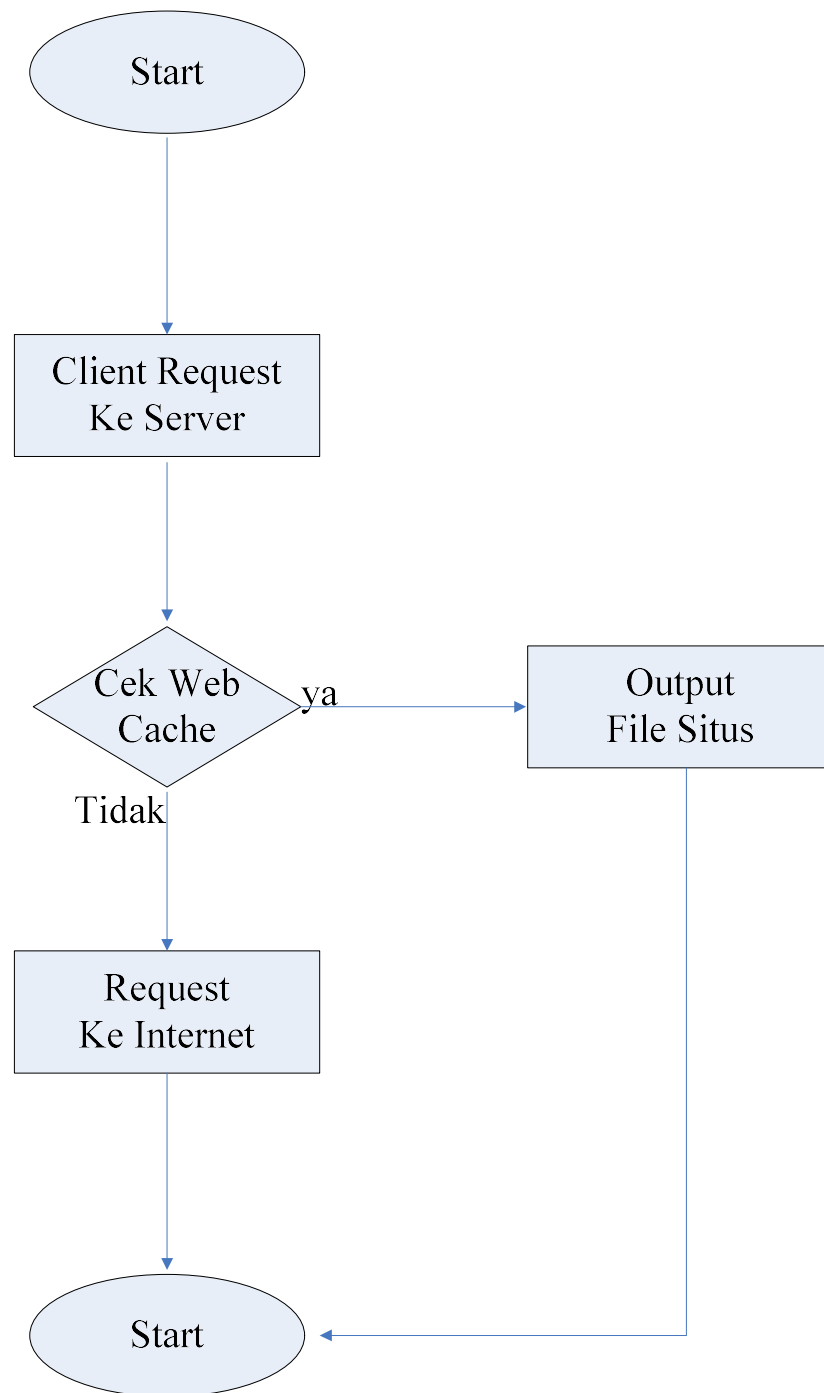 Start
Client Request
Ke Server
Cek Web
Cache
ya
Output
File Situs
Tidak
Request
Ke Internet
Start